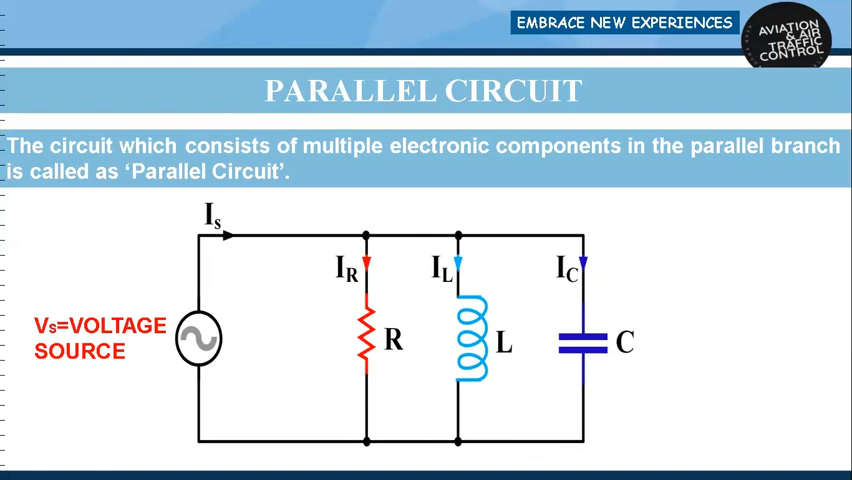 EMBRACE NEW EXPERIENCES
AVIATION
& AIR
TRAFFIC
CONTROL
PARALLEL CIRCUIT
The circuit which consists of multiple electronic components in the parallel branch
is called as ‘Parallel Circuit’.
Is
IR
IL
IC
Vs=VOLTAGE
SOURCE
R
L
C